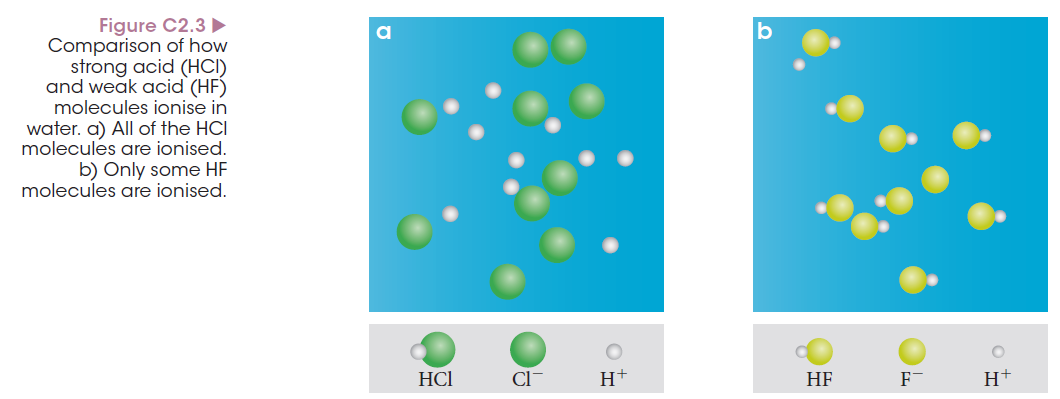 Figure C2.3 ▶
Comparison of how
strong acid (HCl)
and weak acid (HF)
molecules ionise in
water. a) All of the HCl
molecules are ionised.
b) Only some HF
molecules are ionised.
a
b
HCl Cl⁻ H⁺
HF F⁻ H⁺